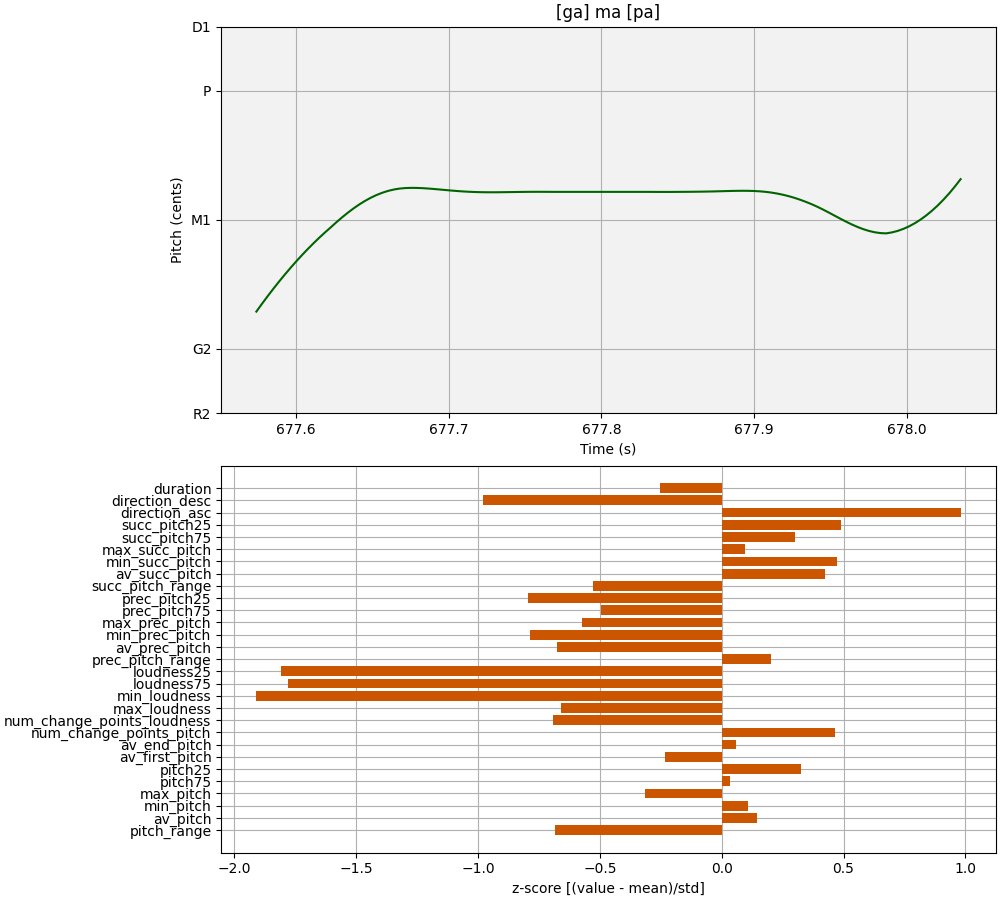 [ga] ma [pa]
D1
P
M1
G2
R2
Pitch (cents)
677.6 677.7 677.8 677.9 678.0
Time (s)
duration
direction_desc
direction_asc
succ_pitch25
succ_pitch75
max_succ_pitch
min_succ_pitch
av_succ_pitch
succ_pitch_range
prec_pitch25
prec_pitch75
max_prec_pitch
min_prec_pitch
av_prec_pitch
prec_pitch_range
loudness25
loudness75
min_loudness
max_loudness
num_change_points_loudness
num_change_points_pitch
av_end_pitch
av_first_pitch
pitch25
pitch75
max_pitch
min_pitch
av_pitch
pitch_range
−2.0 −1.5 −1.0 −0.5 0.0 0.5 1.0
z-score [(value - mean)/std]